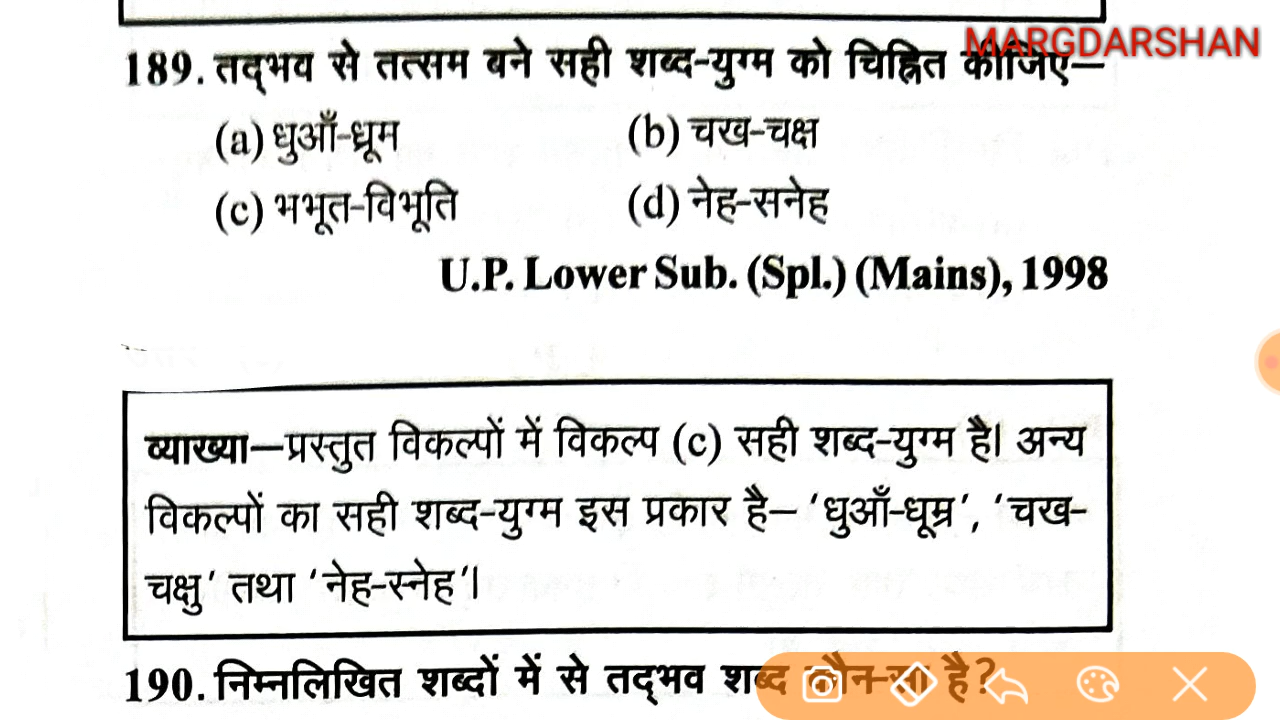 MARGDARSHAN
189. तद्भव से तत्सम बने सही शब्द-युग्म को चिह्नित कीजिए—
(a) धुआँ-ध्रूम (b) चख-चक्ष
(c) भभूत-विभूति (d) नेह-सनेह
U.P. Lower Sub. (Spl.) (Mains), 1998
व्याख्या—प्रस्तुत विकल्पों में विकल्प (c) सही शब्द-युग्म है। अन्य
विकल्पों का सही शब्द-युग्म इस प्रकार है— 'धुआँ-धूम्र', 'चख-
चक्षु' तथा 'नेह-स्नेह'।
190. निम्नलिखित शब्दों में से तद्भव शब्द कौन-सा है?